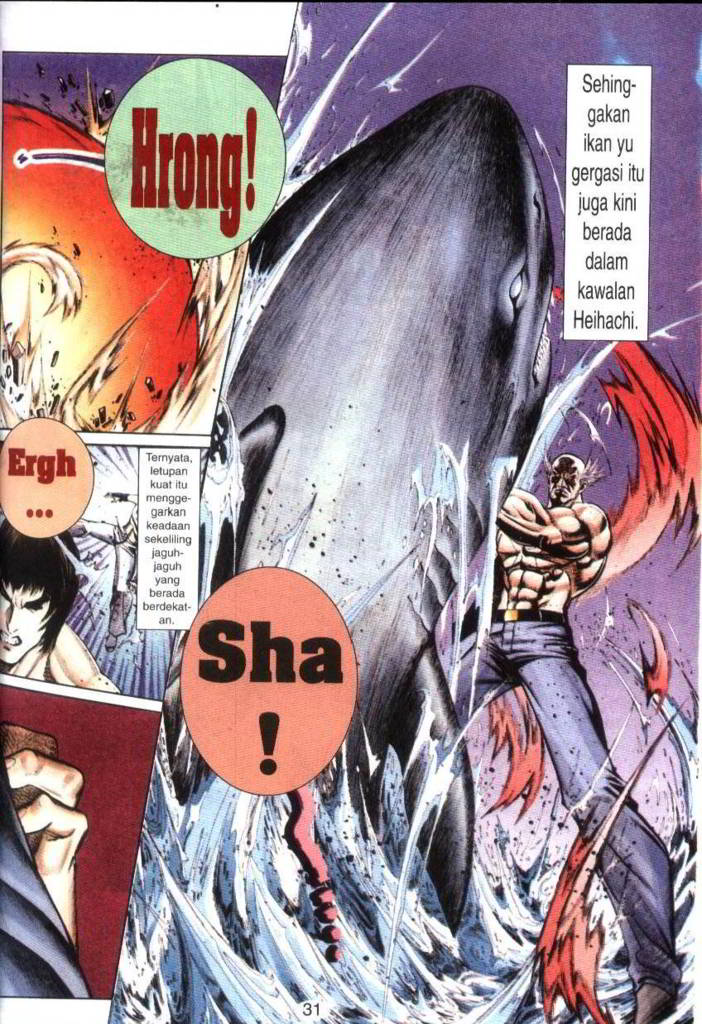 Hrong!
Sehing-
gakan
ikan yu
gergasi itu
juga kini
berada
dalam
kawalan
Heihachi.
Ergh
...
Ternyata,
letupan
kuat itu
mengge-
garkan
keadaan
sekeliling
jaguh-
jaguh
yang
berada
berdekat-
an.
Sha
!
31